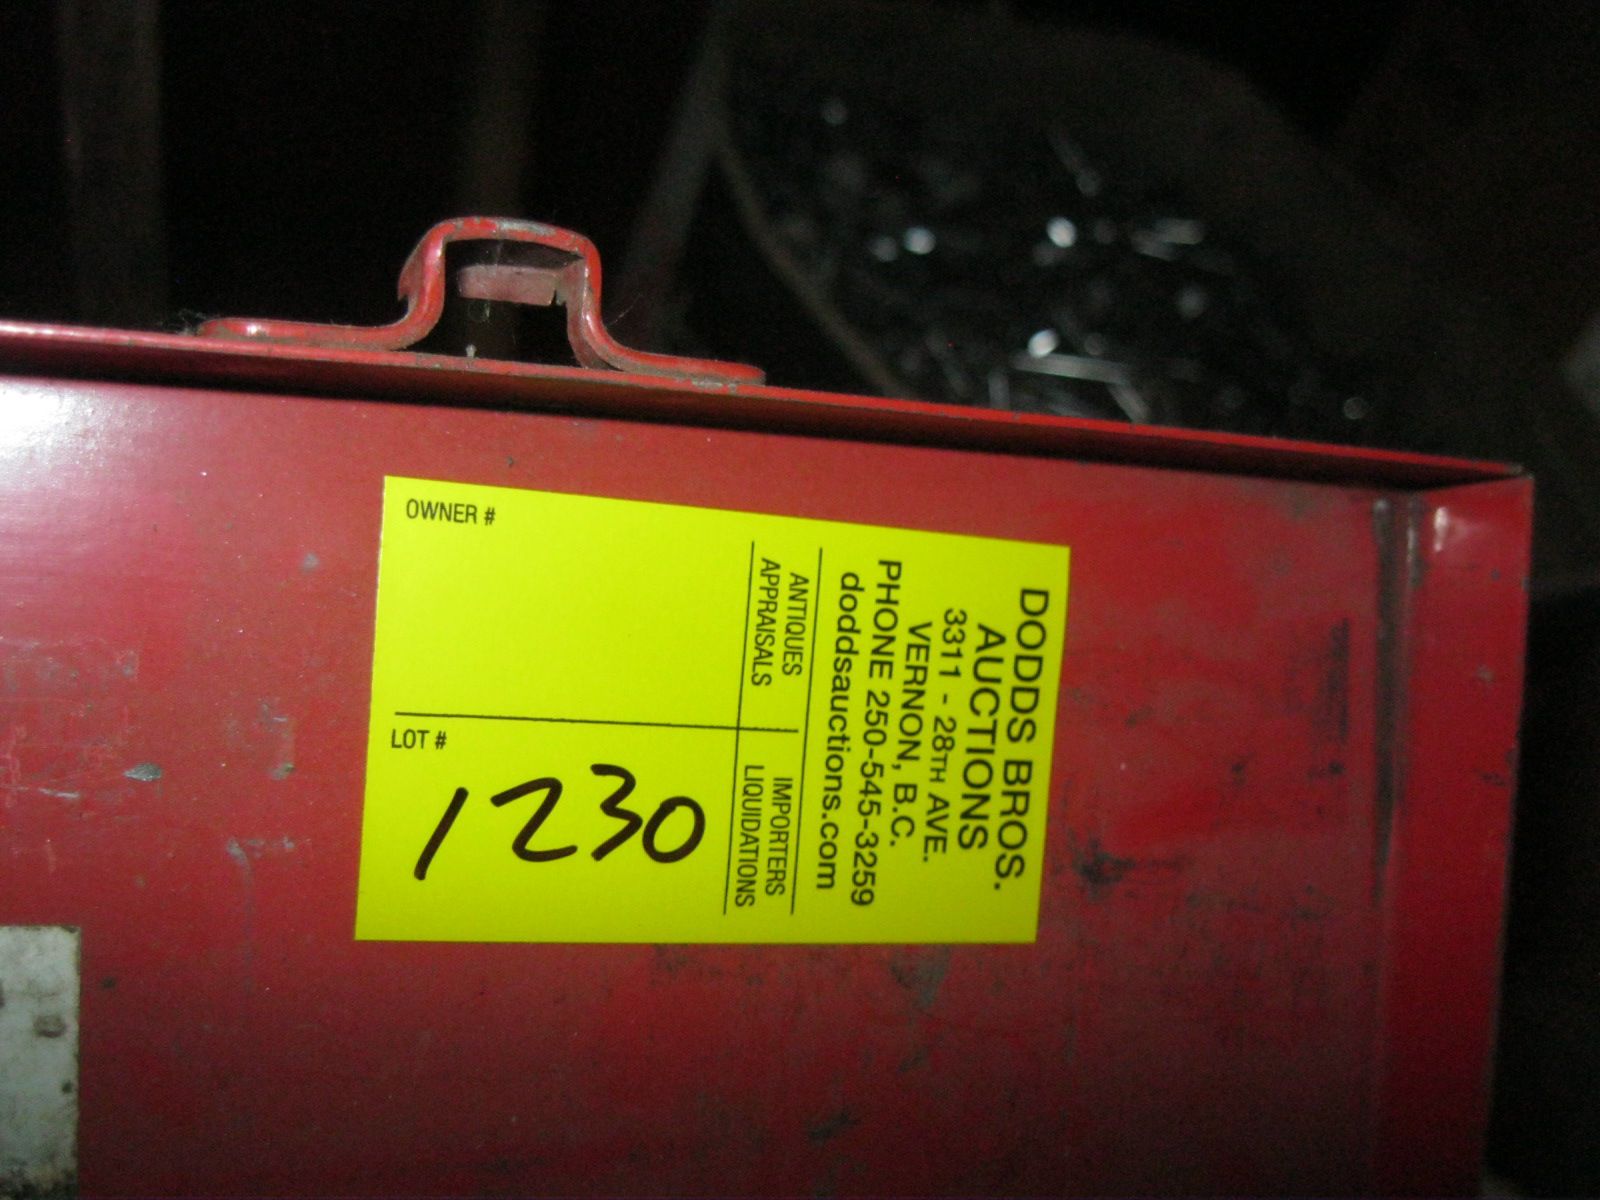 DODDS BROS.
AUCTIONS
3311 - 28TH AVE.
VERNON, B.C.
PHONE 250-545-3259
doddsauctions.com
ANTIQUES
APPRAISALS
IMPORTERS
LIQUIDATIONS
OWNER #
LOT #
1230